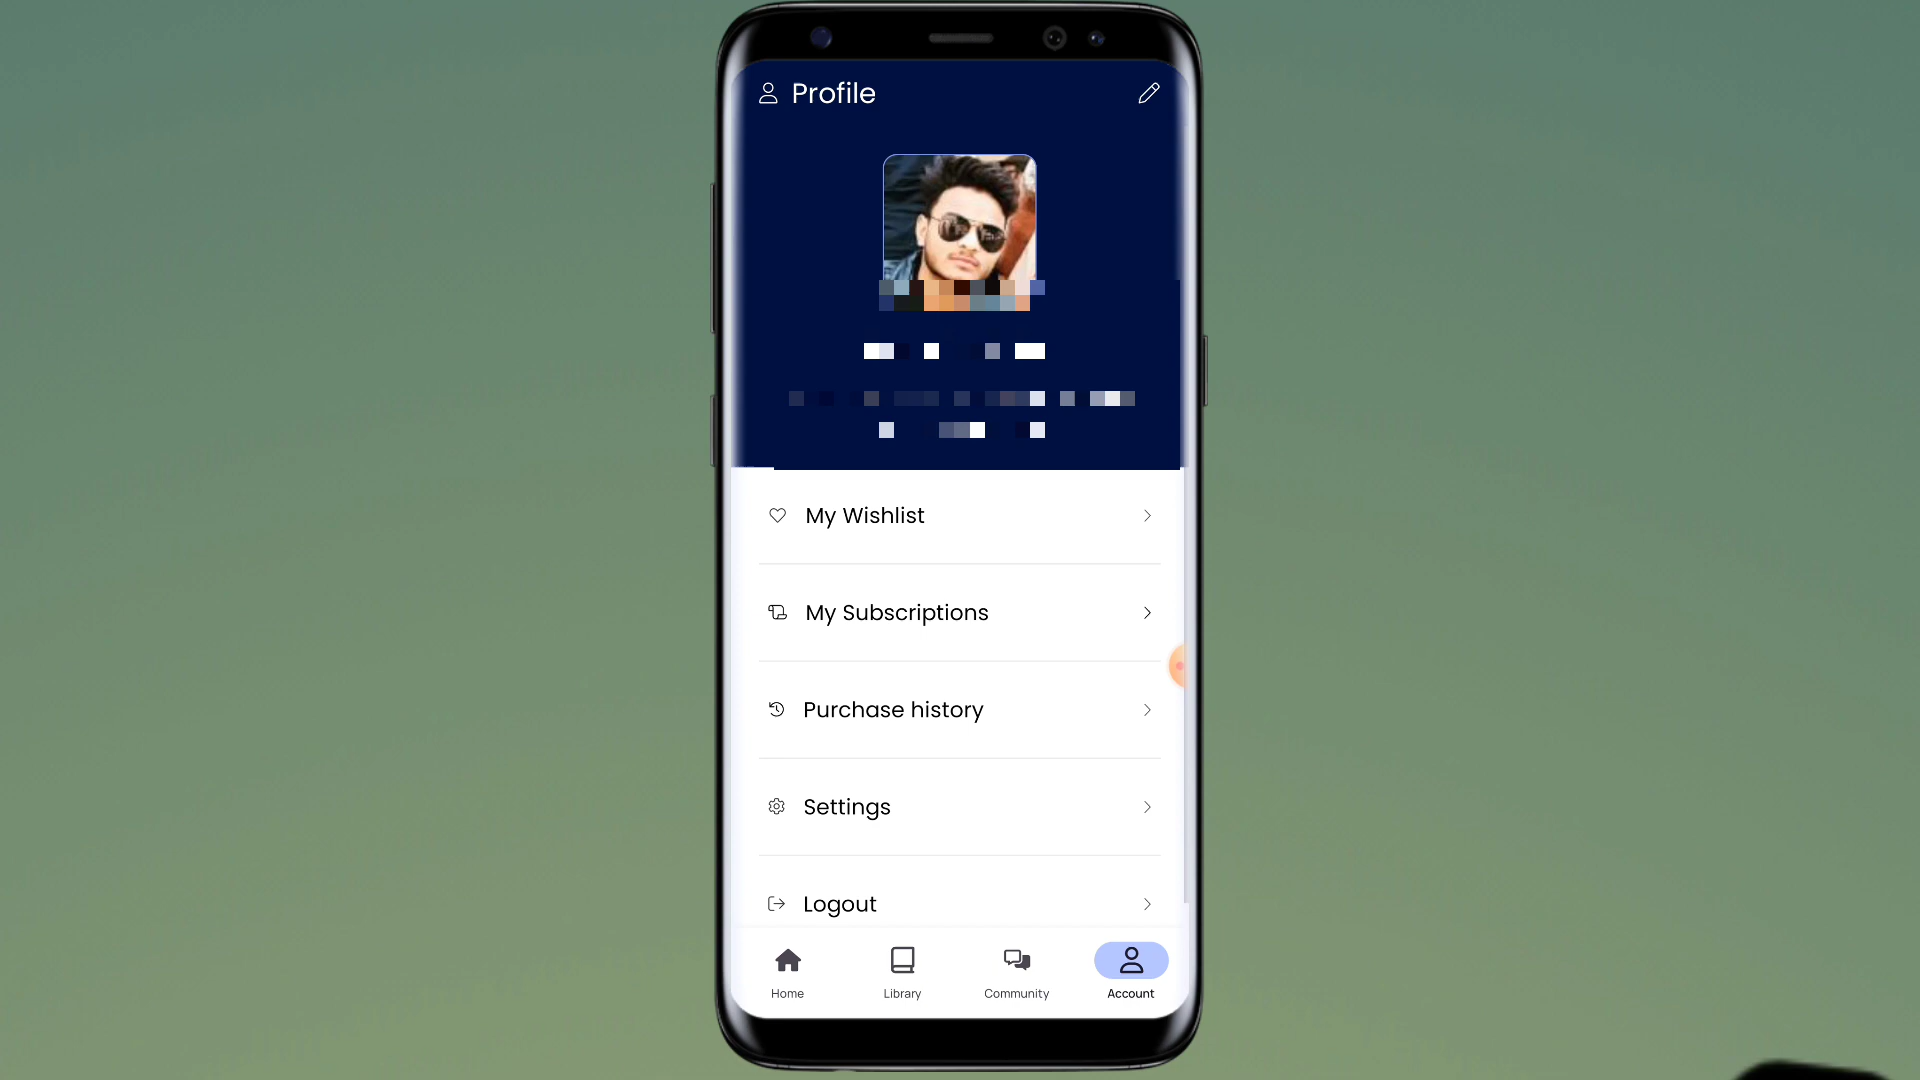 Profile
My Wishlist
My Subscriptions
Purchase history
Settings
Logout
Home
Library
Community
Account